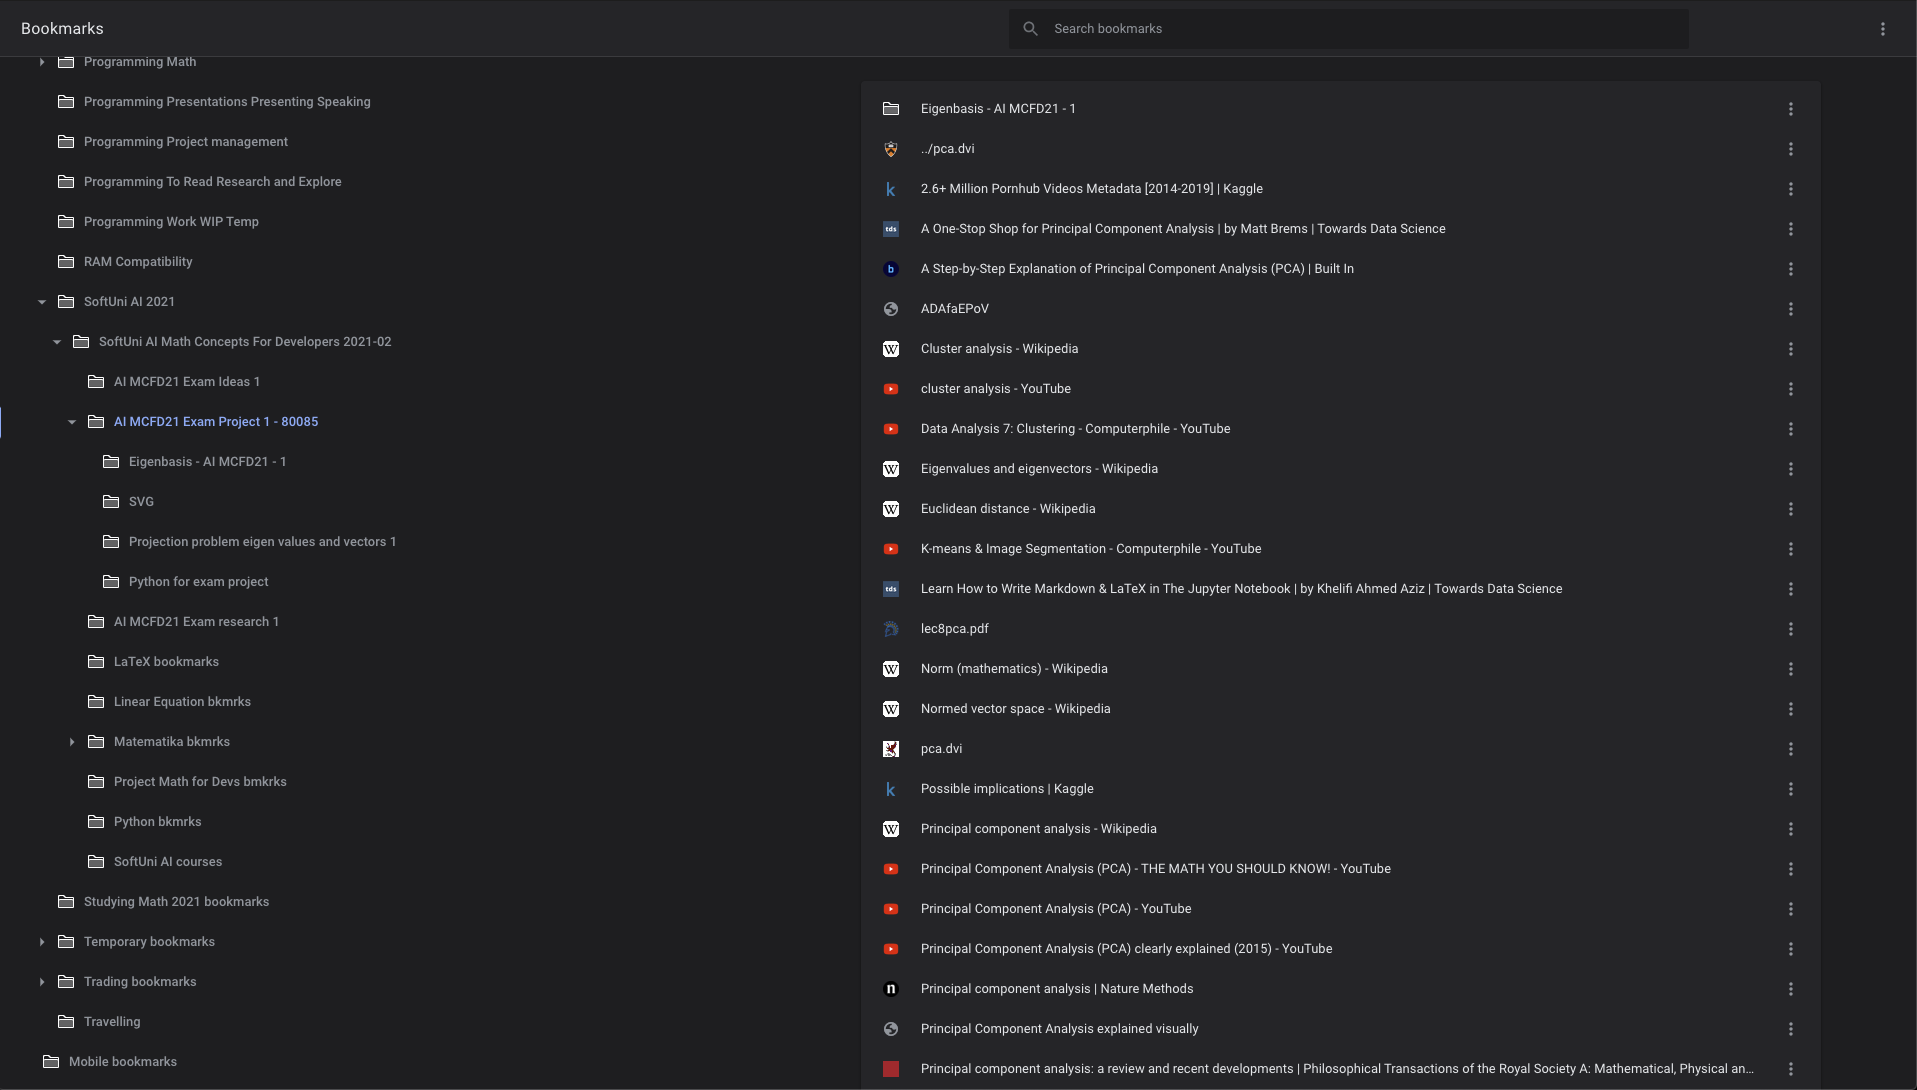 Bookmarks
Search bookmarks
Programming Math
Programming Presentations Presenting Speaking
Programming Project management
Programming To Read Research and Explore
Programming Work WIP Temp
RAM Compatibility
SoftUni AI 2021
SoftUni AI Math Concepts For Developers 2021-02
AI MCFD21 Exam Ideas 1
AI MCFD21 Exam Project 1 - 80085
Eigenbasis - AI MCFD21 - 1
SVG
Projection problem eigen values and vectors 1
Python for exam project
AI MCFD21 Exam research 1
LaTeX bookmarks
Linear Equation bkmrks
Matematika bkmrks
Project Math for Devs bmkrks
Python bkmrks
SoftUni AI courses
Studying Math 2021 bookmarks
Temporary bookmarks
Trading bookmarks
Travelling
Mobile bookmarks
Eigenbasis - AI MCFD21 - 1
../pca.dvi
k 2.6+ Million Pornhub Videos Metadata [2014-2019] | Kaggle
tds A One-Stop Shop for Principal Component Analysis | by Matt Brems | Towards Data Science
b A Step-by-Step Explanation of Principal Component Analysis (PCA) | Built In
ADAfaEPoV
W Cluster analysis - Wikipedia
cluster analysis - YouTube
Data Analysis 7: Clustering - Computerphile - YouTube
W Eigenvalues and eigenvectors - Wikipedia
W Euclidean distance - Wikipedia
K-means & Image Segmentation - Computerphile - YouTube
tds Learn How to Write Markdown & LaTeX in The Jupyter Notebook | by Khelifi Ahmed Aziz | Towards Data Science
lec8pca.pdf
W Norm (mathematics) - Wikipedia
W Normed vector space - Wikipedia
pca.dvi
k Possible implications | Kaggle
W Principal component analysis - Wikipedia
Principal Component Analysis (PCA) - THE MATH YOU SHOULD KNOW! - YouTube
Principal Component Analysis (PCA) - YouTube
Principal Component Analysis (PCA) clearly explained (2015) - YouTube
n Principal component analysis | Nature Methods
Principal Component Analysis explained visually
Principal component analysis: a review and recent developments | Philosophical Transactions of the Royal Society A: Mathematical, Physical an...